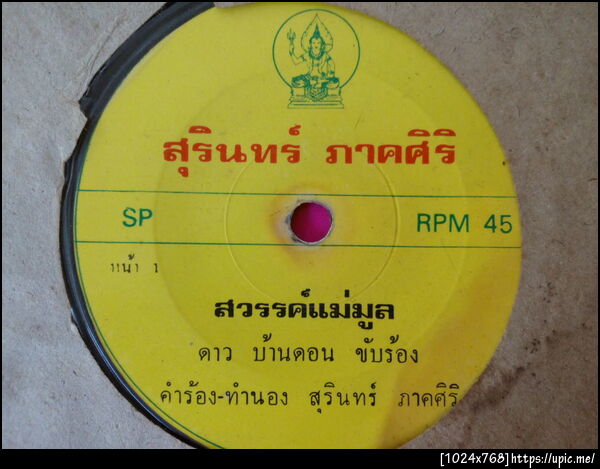 สุรินทร์ ภาคศิริ
SP RPM 45
หน้า 1
สวรรค์แม่มูล
ดาว บ้านดอน ขับร้อง
คำร้อง-ทำนอง สุรินทร์ ภาคศิริ
[1024x768]https://upic.me/